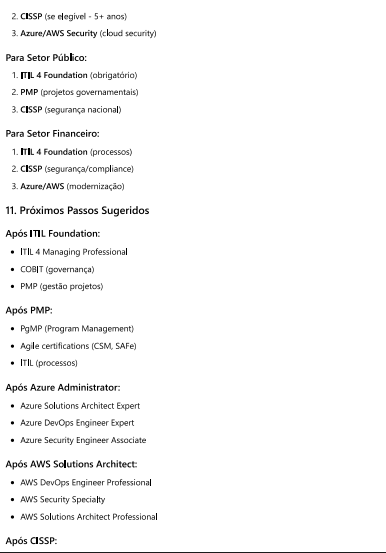 2. CISSP (se elegível - 5+ anos)
3. Azure/AWS Security (cloud security)
Para Setor Público:
1. ITIL 4 Foundation (obrigatório)
2. PMP (projetos governamentais)
3. CISSP (segurança nacional)
Para Setor Financeiro:
1. ITIL 4 Foundation (processos)
2. CISSP (segurança/compliance)
3. Azure/AWS (modernização)
11. Próximos Passos Sugeridos
Após ITIL Foundation:
• ITIL 4 Managing Professional
• COBIT (governança)
• PMP (gestão projetos)
Após PMP:
• PgMP (Program Management)
• Agile certifications (CSM, SAFe)
• ITIL (processos)
Após Azure Administrator:
• Azure Solutions Architect Expert
• Azure DevOps Engineer Expert
• Azure Security Engineer Associate
Após AWS Solutions Architect:
• AWS DevOps Engineer Professional
• AWS Security Specialty
• AWS Solutions Architect Professional
Após CISSP: